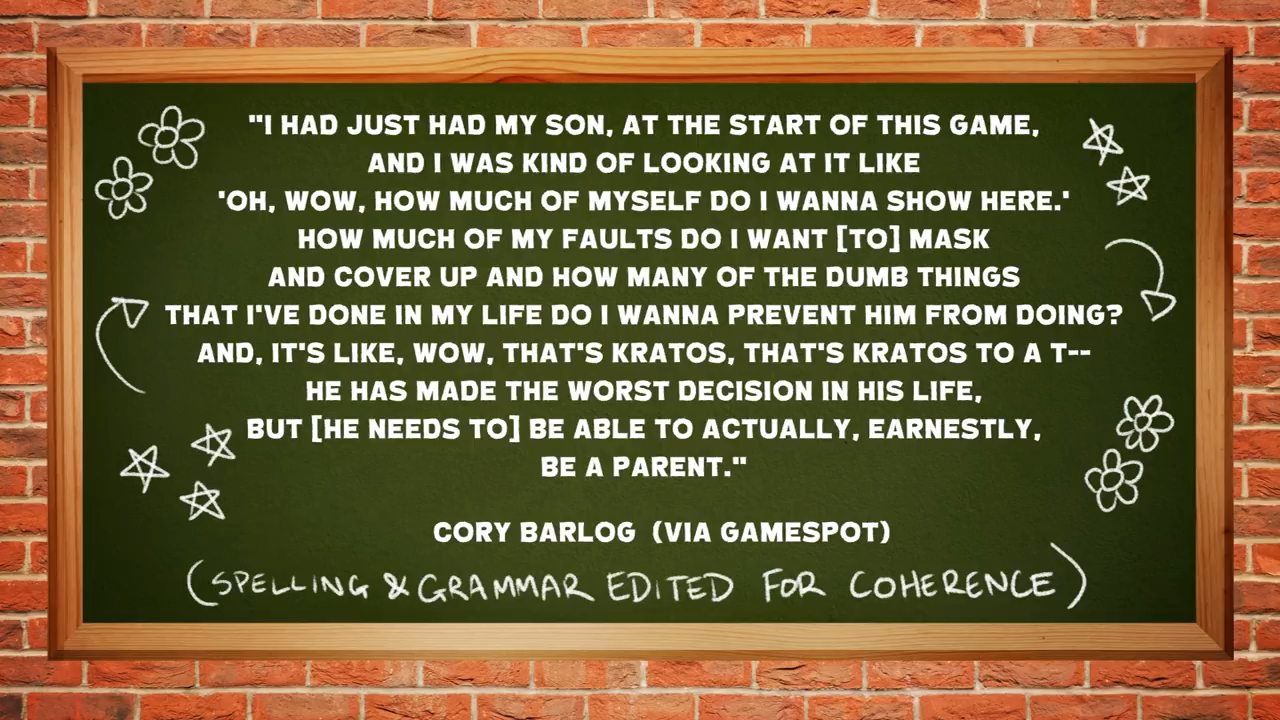 "I HAD JUST HAD MY SON, AT THE START OF THIS GAME,
AND I WAS KIND OF LOOKING AT IT LIKE
'OH, WOW, HOW MUCH OF MYSELF DO I WANNA SHOW HERE.'
HOW MUCH OF MY FAULTS DO I WANT [TO] MASK
AND COVER UP AND HOW MANY OF THE DUMB THINGS
THAT I'VE DONE IN MY LIFE DO I WANNA PREVENT HIM FROM DOING?
AND, IT'S LIKE, WOW, THAT'S KRATOS, THAT'S KRATOS TO A T--
HE HAS MADE THE WORST DECISION IN HIS LIFE,
BUT [HE NEEDS TO] BE ABLE TO ACTUALLY, EARNESTLY,
BE A PARENT."
CORY BARLOG (VIA GAMESPOT)
(SPELLING & GRAMMAR EDITED FOR COHERENCE)